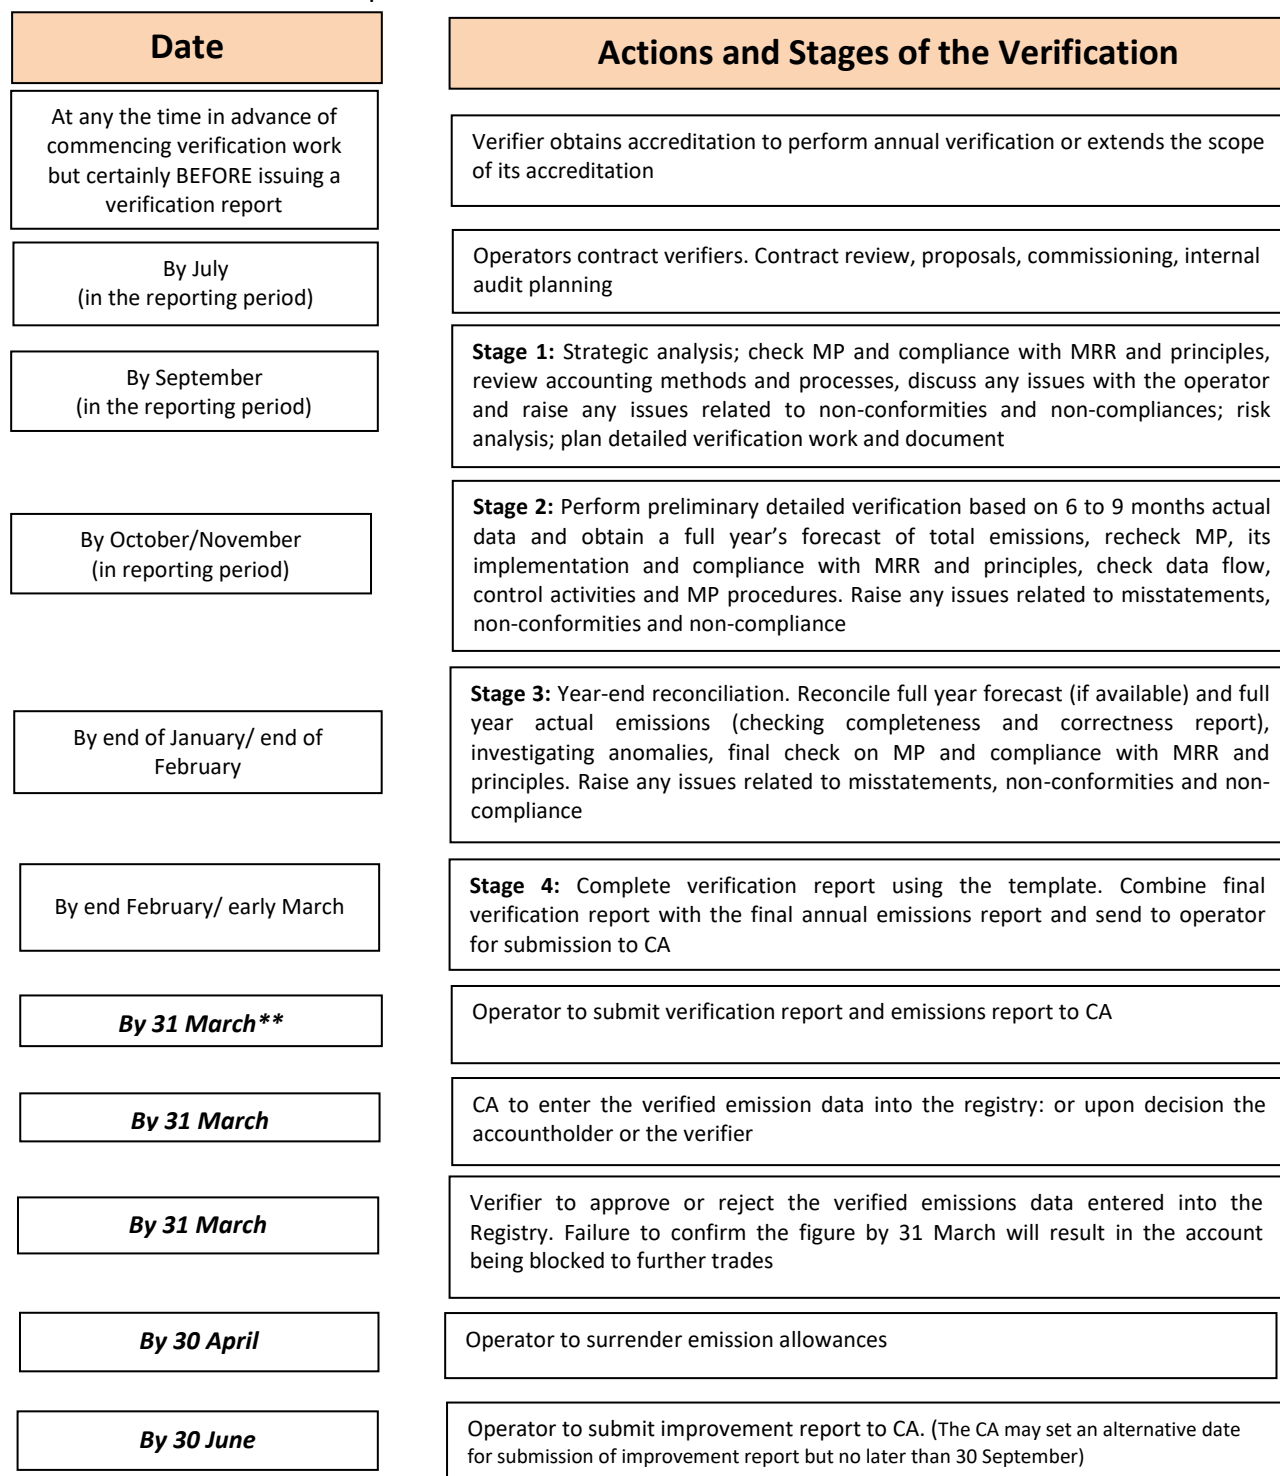 Date
Actions and Stages of the Verification
At any the time in advance of
commencing verification work
but certainly BEFORE issuing a
verification report
Verifier obtains accreditation to perform annual verification or extends the scope
of its accreditation
By July
(in the reporting period)
Operators contract verifiers. Contract review, proposals, commissioning, internal
audit planning
By September
(in the reporting period)
Stage 1: Strategic analysis; check MP and compliance with MRR and principles,
review accounting methods and processes, discuss any issues with the operator
and raise any issues related to non-conformities and non-compliances; risk
analysis; plan detailed verification work and document
By October/November
(in reporting period)
Stage 2: Perform preliminary detailed verification based on 6 to 9 months actual
data and obtain a full year’s forecast of total emissions, recheck MP, its
implementation and compliance with MRR and principles, check data flow,
control activities and MP procedures. Raise any issues related to misstatements,
non-conformities and non-compliance
By end of January/ end of
February
Stage 3: Year-end reconciliation. Reconcile full year forecast (if available) and full
year actual emissions (checking completeness and correctness report),
investigating anomalies, final check on MP and compliance with MRR and
principles. Raise any issues related to misstatements, non-conformities and non-
compliance
By end February/ early March
Stage 4: Complete verification report using the template. Combine final
verification report with the final annual emissions report and send to operator
for submission to CA
By 31 March**
Operator to submit verification report and emissions report to CA
By 31 March
CA to enter the verified emission data into the registry: or upon decision the
accountholder or the verifier
By 31 March
Verifier to approve or reject the verified emissions data entered into the
Registry. Failure to confirm the figure by 31 March will result in the account
being blocked to further trades
By 30 April
Operator to surrender emission allowances
By 30 June
Operator to submit improvement report to CA. (The CA may set an alternative date
for submission of improvement report but no later than 30 September)